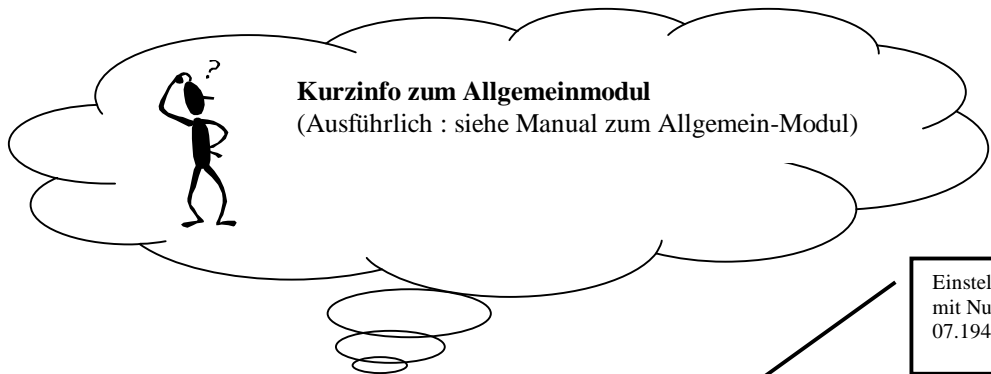 ?
Kurzinfo zum Allgemeinmodul
(Ausführlich : siehe Manual zum Allgemein-Modul)
Einstel
mit Nu
07.194